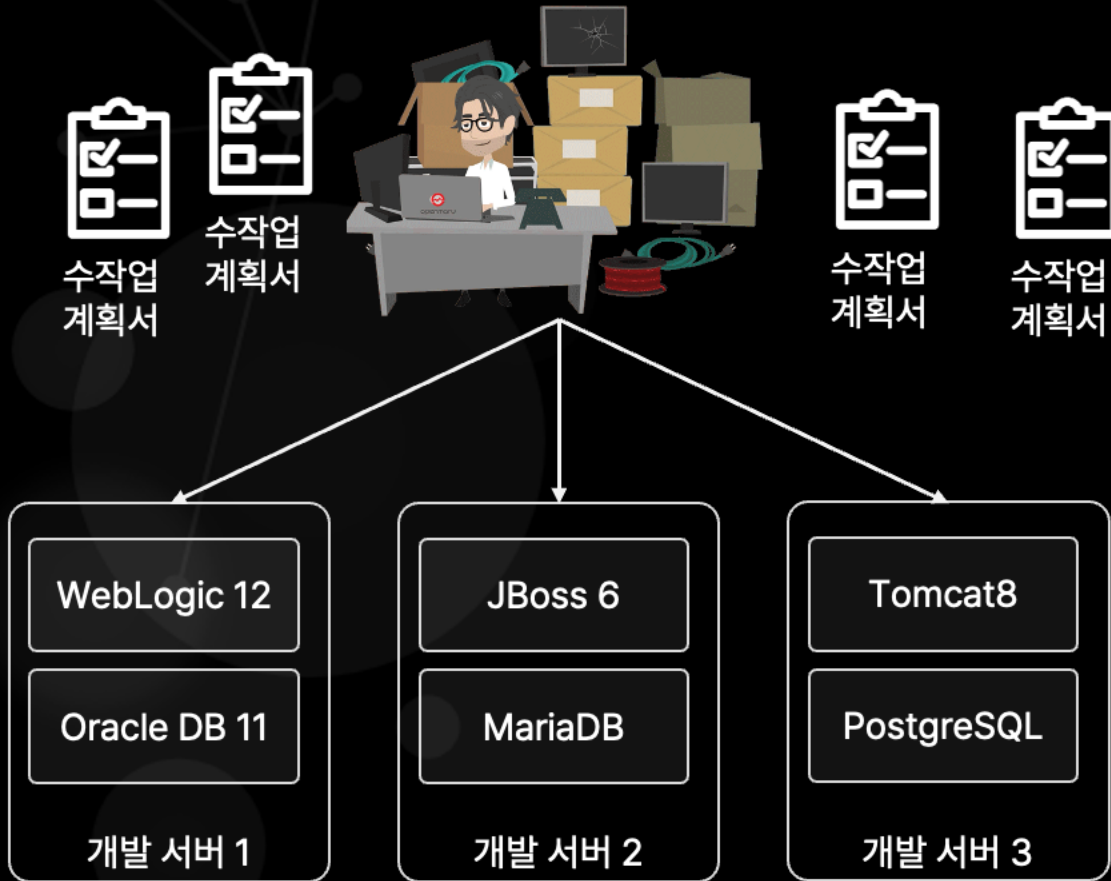 수작업
계획서
수작업
계획서
수작업
계획서
수작업
계획서
OPENMARU
WebLogic 12
Oracle DB 11
개발 서버 1
JBoss 6
MariaDB
개발 서버 2
Tomcat8
PostgreSQL
개발 서버 3